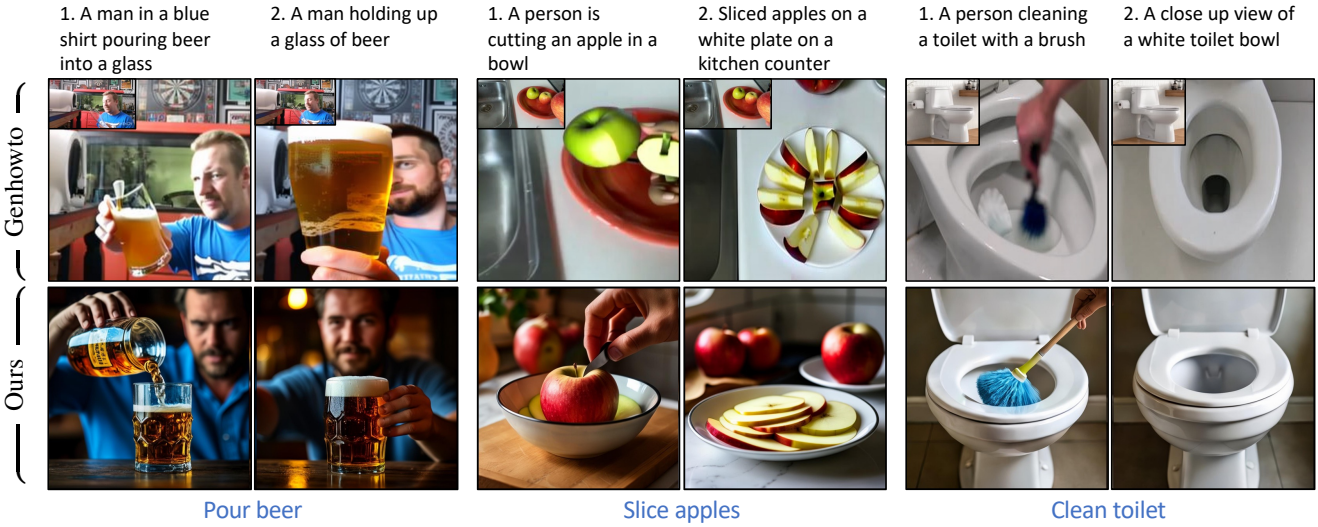 1. A man in a blue
shirt pouring beer
into a glass
2. A man holding up
a glass of beer
1. A person is
cutting an apple in a
bowl
2. Sliced apples on a
white plate on a
kitchen counter
1. A person cleaning
a toilet with a brush
2. A close up view of
a white toilet bowl
Genhowto
Ours
Pour beer
Slice apples
Clean toilet